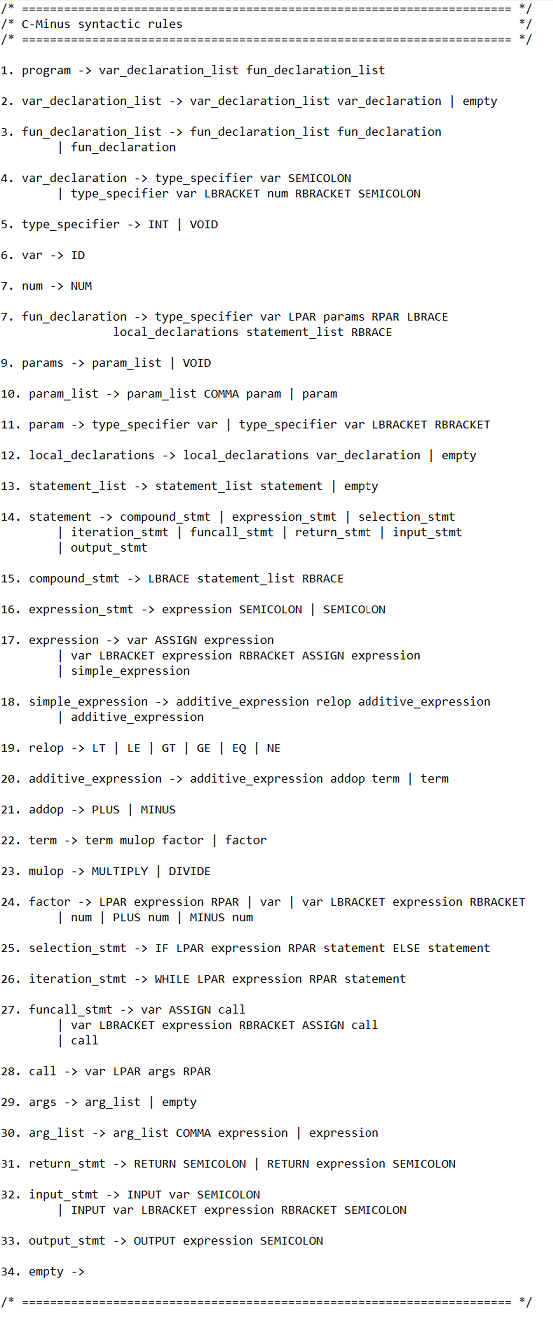 /* ====================================================================== */
/* C-Minus syntactic rules */
/* ====================================================================== */
1. program -> var_declaration_list fun_declaration_list
2. var_declaration_list -> var_declaration_list var_declaration | empty
3. fun_declaration_list -> fun_declaration_list fun_declaration
| fun_declaration
4. var_declaration -> type_specifier var SEMICOLON
| type_specifier var LBRACKET num RBRACKET SEMICOLON
5. type_specifier -> INT | VOID
6. var -> ID
7. num -> NUM
7. fun_declaration -> type_specifier var LPAR params RPAR LBRACE
local_declarations statement_list RBRACE
9. params -> param_list | VOID
10. param_list -> param_list COMMA param | param
11. param -> type_specifier var | type_specifier var LBRACKET RBRACKET
12. local_declarations -> local_declarations var_declaration | empty
13. statement_list -> statement_list statement | empty
14. statement -> compound_stmt | expression_stmt | selection_stmt
| iteration_stmt | funcall_stmt | return_stmt | input_stmt
| output_stmt
15. compound_stmt -> LBRACE statement_list RBRACE
16. expression_stmt -> expression SEMICOLON | SEMICOLON
17. expression -> var ASSIGN expression
| var LBRACKET expression RBRACKET ASSIGN expression
| simple_expression
18. simple_expression -> additive_expression relop additive_expression
| additive_expression
19. relop -> LT | LE | GT | GE | EQ | NE
20. additive_expression -> additive_expression addop term | term
21. addop -> PLUS | MINUS
22. term -> term mulop factor | factor
23. mulop -> MULTIPLY | DIVIDE
24. factor -> LPAR expression RPAR | var | var LBRACKET expression RBRACKET
| num | PLUS num | MINUS num
25. selection_stmt -> IF LPAR expression RPAR statement ELSE statement
26. iteration_stmt -> WHILE LPAR expression RPAR statement
27. funcall_stmt -> var ASSIGN call
| var LBRACKET expression RBRACKET ASSIGN call
| call
28. call -> var LPAR args RPAR
29. args -> arg_list | empty
30. arg_list -> arg_list COMMA expression | expression
31. return_stmt -> RETURN SEMICOLON | RETURN expression SEMICOLON
32. input_stmt -> INPUT var SEMICOLON
| INPUT var LBRACKET expression RBRACKET SEMICOLON
33. output_stmt -> OUTPUT expression SEMICOLON
34. empty ->
/* ====================================================================== */